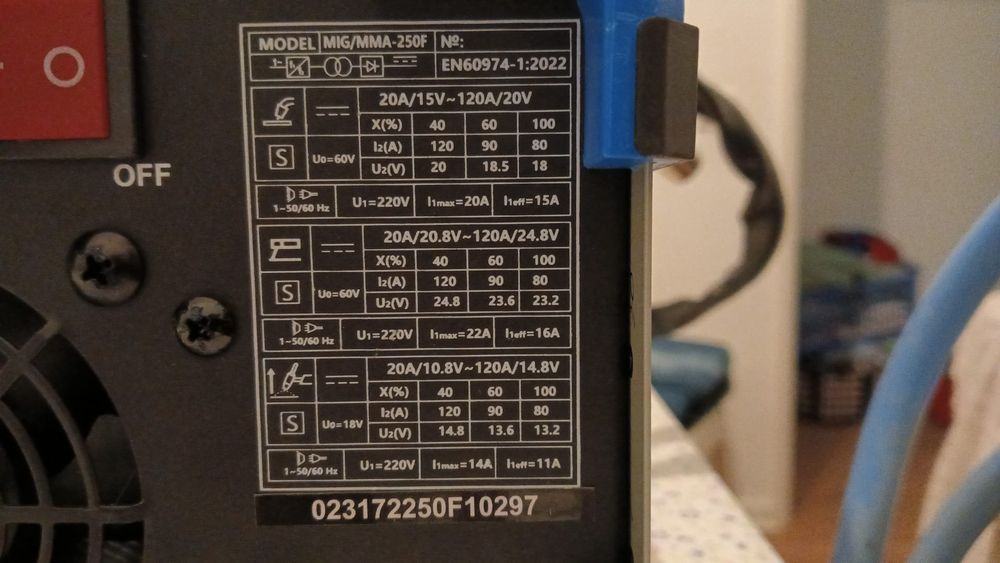 OFF
MODEL MIG/MMA-250F Nº:
EN60974-1:2022
20A/15V~120A/20V
X(%) 40 60 100
S U0=60V I2(A) 120 90 80
U2(V) 20 18.5 18
1~50/60 Hz U1=220V I1max=20A I1eff=15A
20A/20.8V~120A/24.8V
X(%) 40 60 100
S U0=60V I2(A) 120 90 80
U2(V) 24.8 23.6 23.2
1~50/60 Hz U1=220V I1max=22A I1eff=16A
20A/10.8V~120A/14.8V
X(%) 40 60 100
S U0=18V I2(A) 120 90 80
U2(V) 14.8 13.6 13.2
1~50/60 Hz U1=220V I1max=14A I1eff=11A
023172250F10297